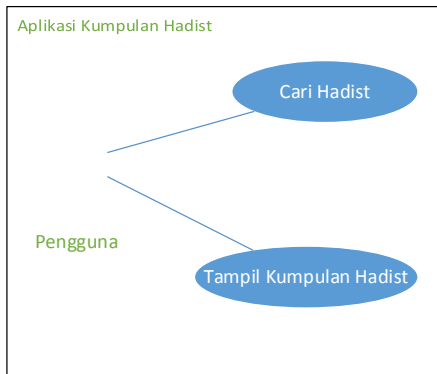 Aplikasi Kumpulan Hadist
Cari Hadist
Pengguna
Tampil Kumpulan Hadist